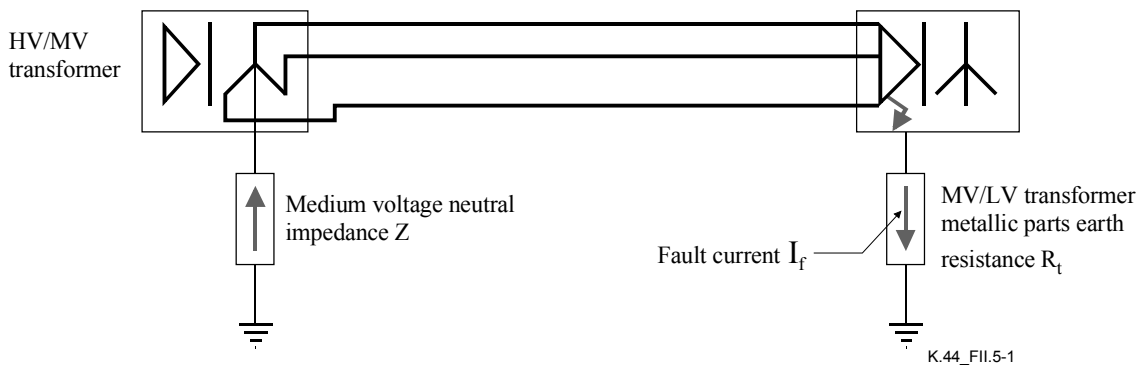 HV/MV
transformer
Medium voltage neutral
impedance Z
Fault current If
MV/LV transformer
metallic parts earth
resistance Rt
K.44_FII.5-1